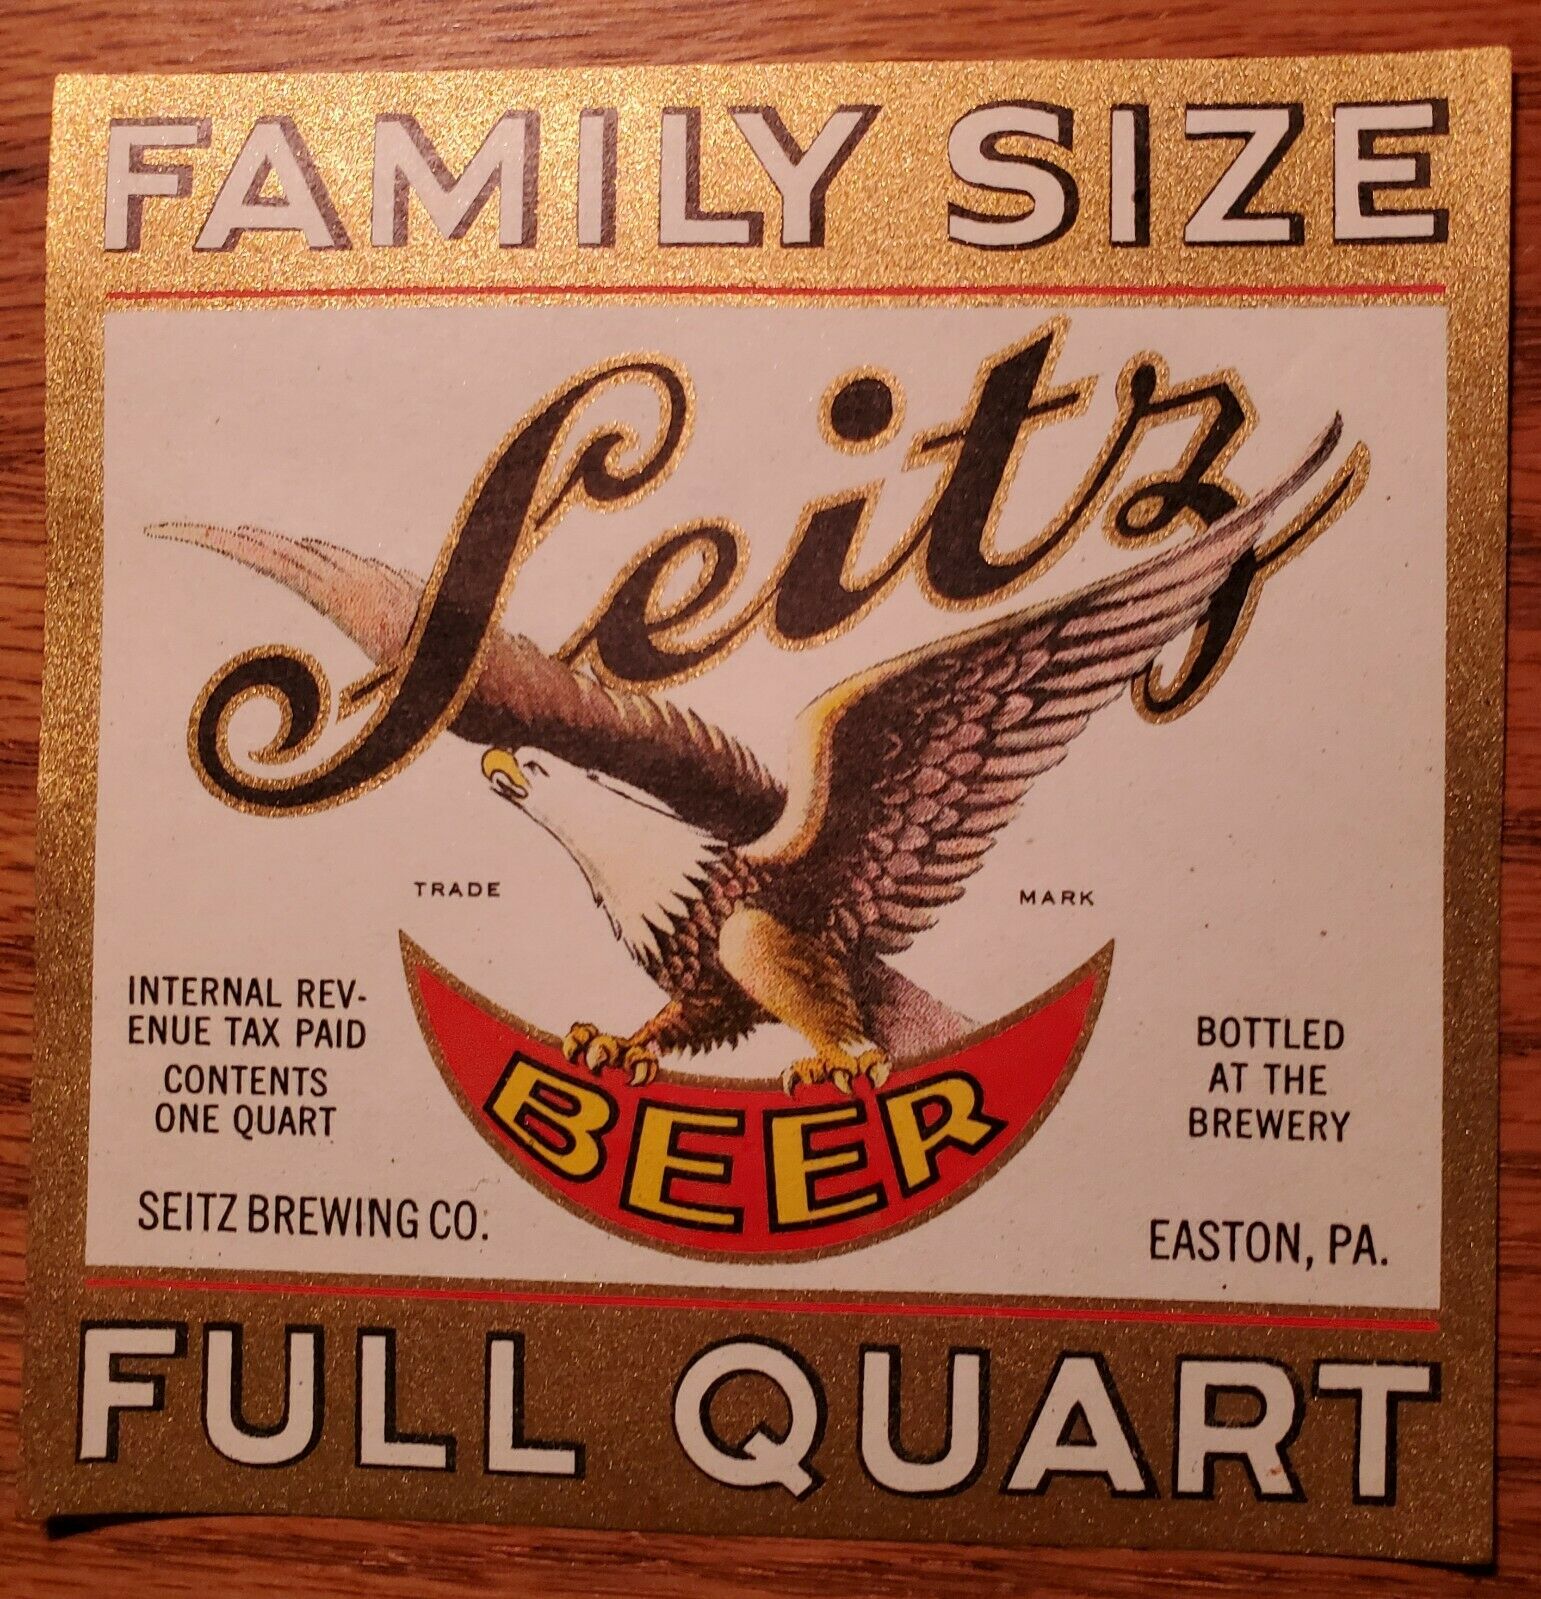 FAMILY SIZE
Seitz
TRADE MARK
BEER
INTERNAL REV-
ENUE TAX PAID
CONTENTS
ONE QUART
SEITZ BREWING CO.
BOTTLED
AT THE
BREWERY
EASTON, PA.
FULL QUART